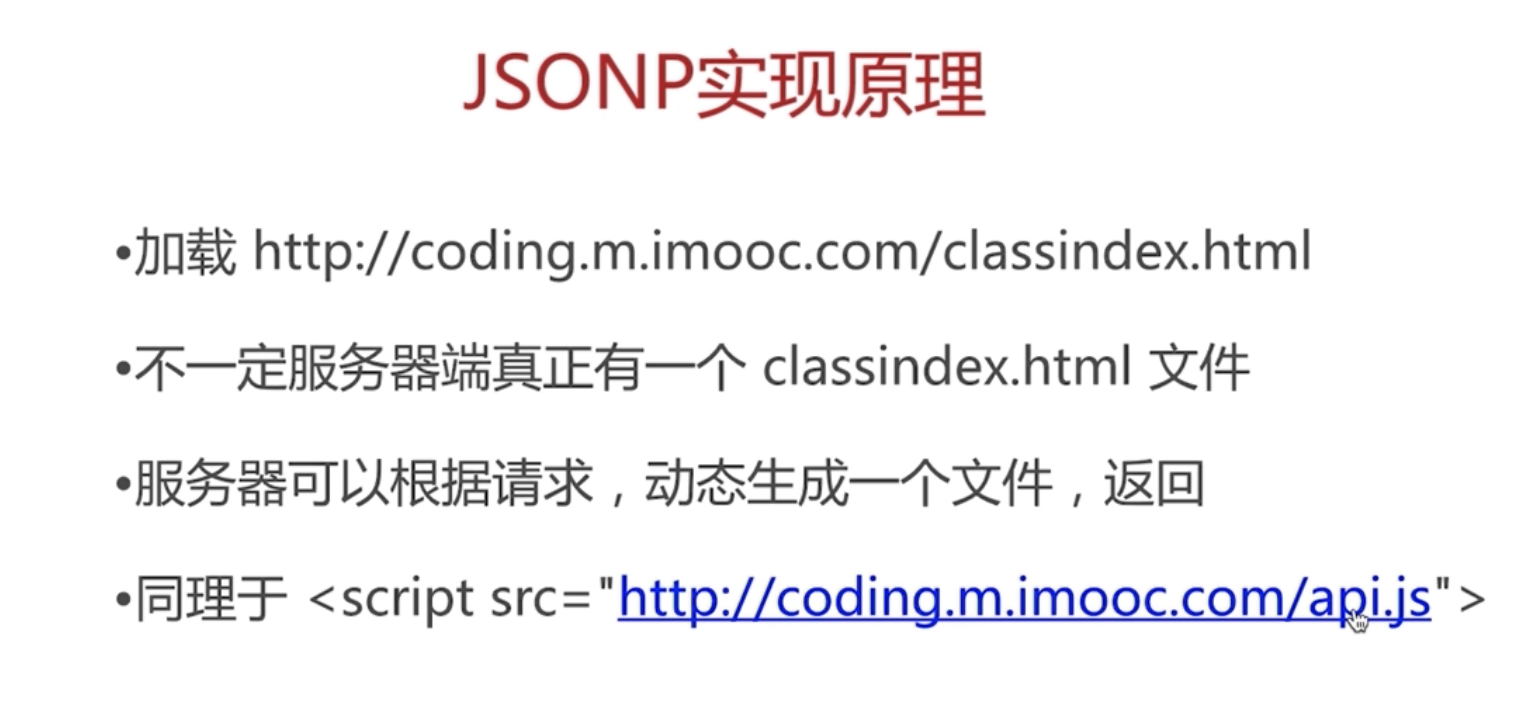 JSONP实现原理
•加载 http://coding.m.imooc.com/classindex.html
•不一定服务器端真正有一个 classindex.html 文件
•服务器可以根据请求，动态生成一个文件，返回
•同理于 <script src="http://coding.m.imooc.com/api.js">